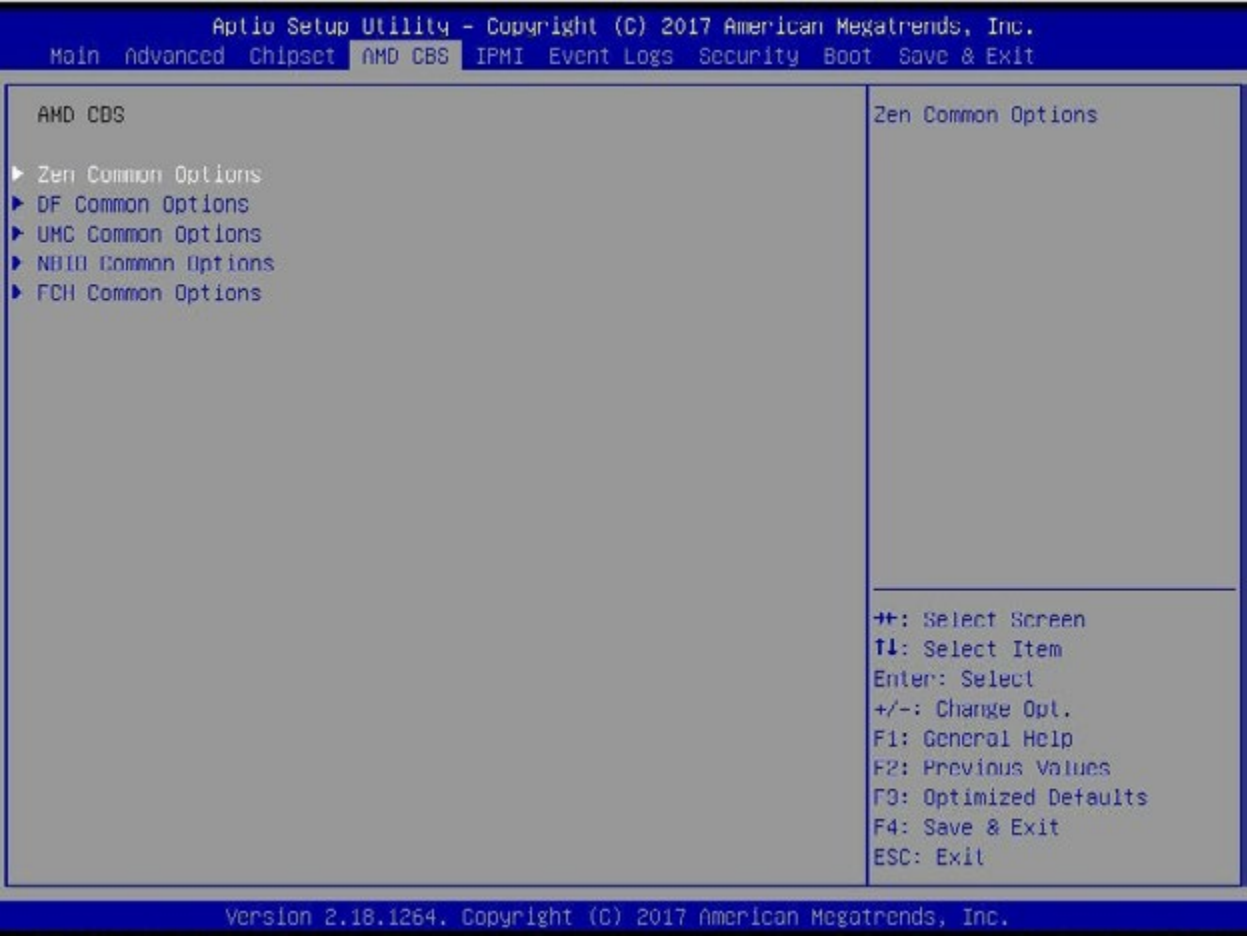 Aptio Setup Utility - Copyright (C) 2017 American Megatrends, Inc.
Main Advanced Chipset AMD CBS IPMI Event Logs Security Boot Save & Exit
AMD CBS
Zen Common Options
DF Common Options
UMC Common Options
NBIO Common Options
FCH Common Options
Zen Common Options
→←: Select Screen
↑↓: Select Item
Enter: Select
+/-: Change Opt.
F1: General Help
F2: Previous Values
F3: Optimized Defaults
F4: Save & Exit
ESC: Exit
Version 2.18.1264. Copyright (C) 2017 American Megatrends, Inc.